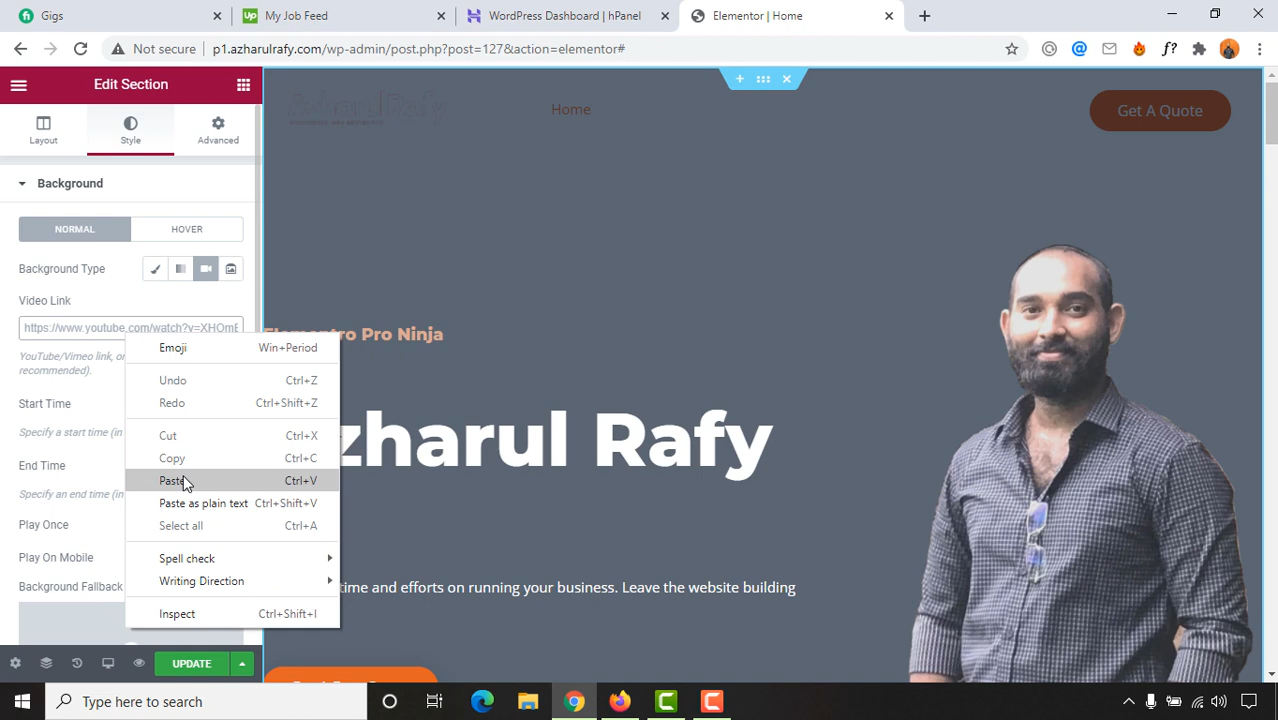 Gigs
My Job Feed
WordPress Dashboard | hPanel
Elementor | Home
Not secure
p1.azharulrafy.com/wp-admin/post.php?post=127&action=elementor#
Edit Section
Layout
Style
Advanced
Background
NORMAL
HOVER
Background Type
Video Link
https://www.youtube.com/watch?v=XHOmB
YouTube/Vimeo link, or
recommended).
Start Time
Specify a start time (in
End Time
Specify an end time (in
Play Once
Play On Mobile
Background Fallback
UPDATE
Emoji Win+Period
Undo Ctrl+Z
Redo Ctrl+Shift+Z
Cut Ctrl+X
Copy Ctrl+C
Paste Ctrl+V
Paste as plain text Ctrl+Shift+V
Select all Ctrl+A
Spell check
Writing Direction
Inspect Ctrl+Shift+I
AzharulRafy
Home
Get A Quote
Elementro Pro Ninja
zharul Rafy
time and efforts on running your business. Leave the website building
Type here to search